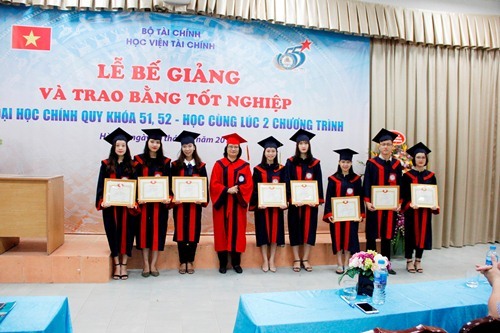 BỘ TÀI CHÍNH
HỌC VIỆN TÀI CHÍNH
55
LỄ BẾ GIẢNG
VÀ TRAO BẰNG TỐT NGHIỆP
ĐẠI HỌC CHÍNH QUY KHÓA 51, 52 - HỌC CÙNG LÚC 2 CHƯƠNG TRÌNH